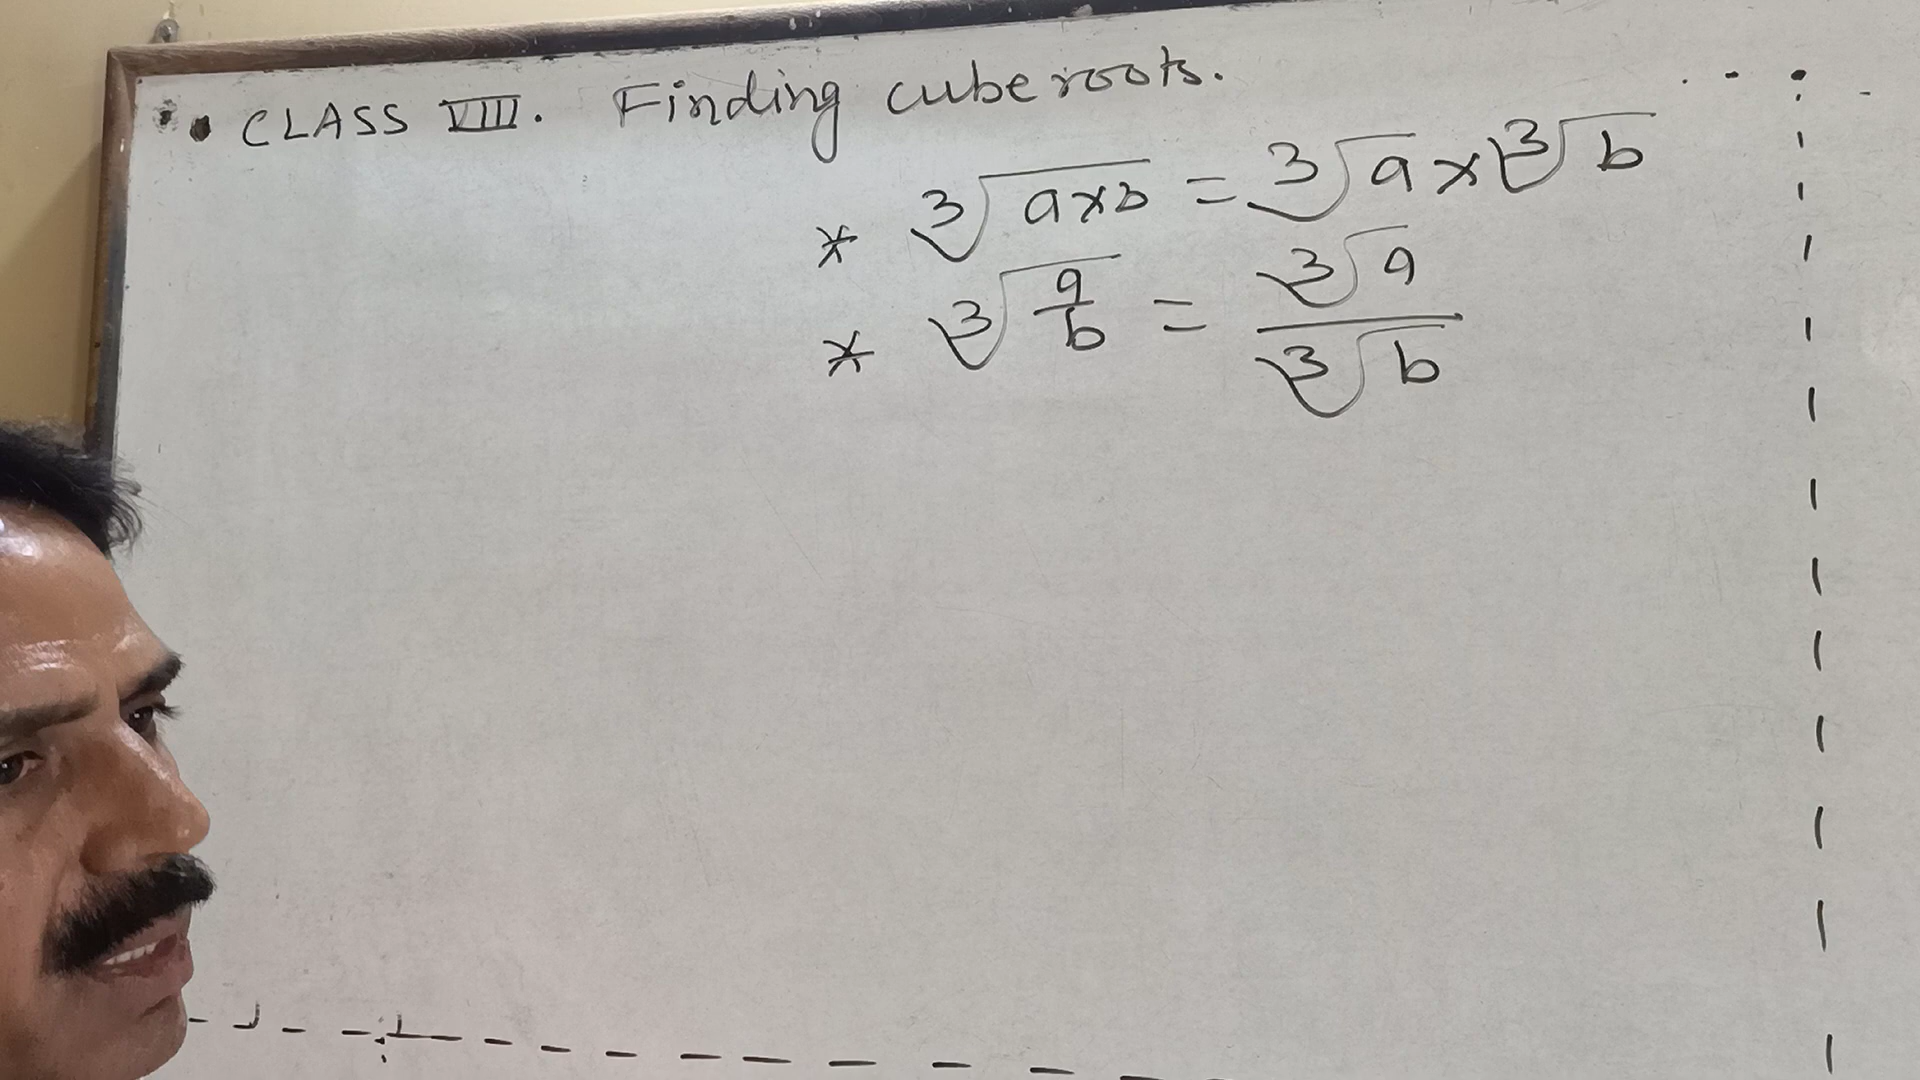 • CLASS VIII. Finding cube roots.
* ∛(a×b) = ∛a × ∛b
* ∛(a/b) = ∛a / ∛b